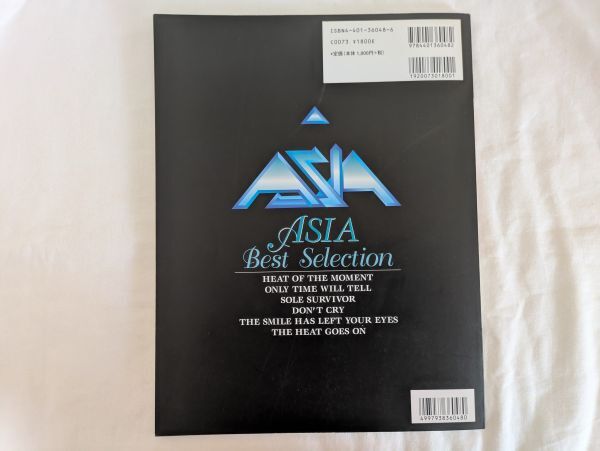 ISBN4-401-36048-6
C0073 ¥1800E
●定価(本体1,800円+税)
9784401360482
1920073018001
ASIA
ASIA
Best Selection
HEAT OF THE MOMENT
ONLY TIME WILL TELL
SOLE SURVIVOR
DON'T CRY
THE SMILE HAS LEFT YOUR EYES
THE HEAT GOES ON
4997938360480